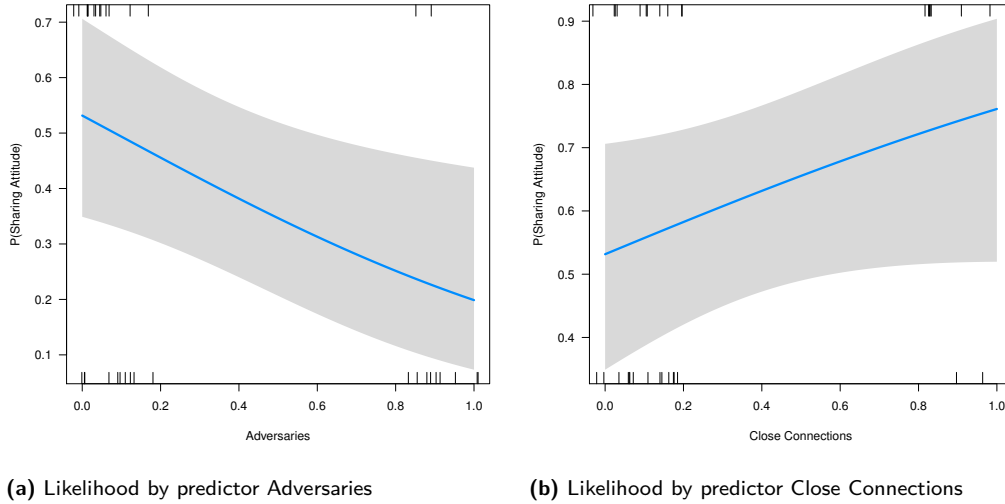 0.7
0.6
0.5
0.4
0.3
0.2
0.1
P(Sharing Attitude)
0.0 0.2 0.4 0.6 0.8 1.0
Adversaries
(a) Likelihood by predictor Adversaries
0.9
0.8
0.7
0.6
0.5
0.4
P(Sharing Attitude)
0.0 0.2 0.4 0.6 0.8 1.0
Close Connections
(b) Likelihood by predictor Close Connections